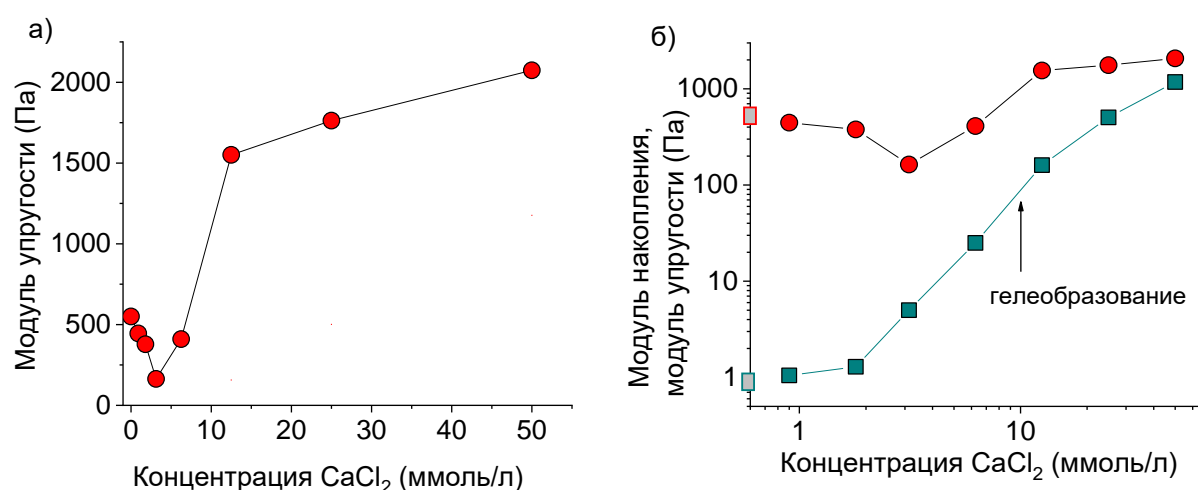 а)
Модуль упругости (Па)
2000
1500
1000
500
0
0 10 20 30 40 50
Концентрация CaCl₂ (ммоль/л)
б)
Модуль накопления,
модуль упругости (Па)
1000
100
10
1
гелеобразование
1 10
Концентрация CaCl₂ (ммоль/л)